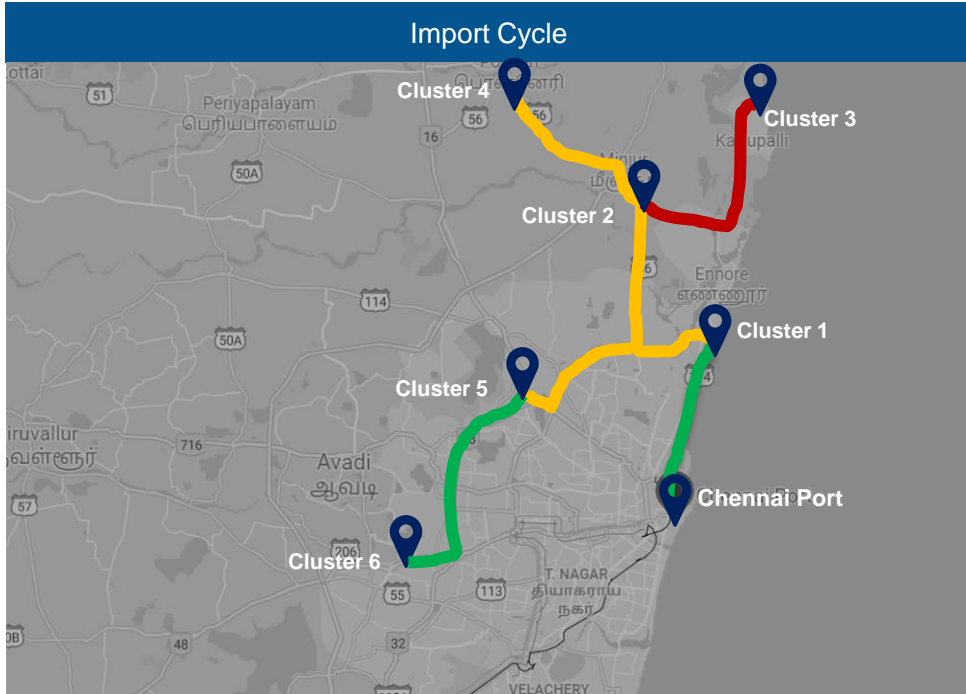 Import Cycle
51
Periyapalayam
பெரியபாளையம்
Cluster 4
56
56
16
Cluster 3
50A
Cluster 2
Ennore
எண்ணூர்
114
Cluster 1
50A
Cluster 5
716
Avadi
ஆவடி
57
Chennai Port
206
Cluster 6
55
113
T. NAGAR
தியாகராய
நகர்
48
32
VELACHERY